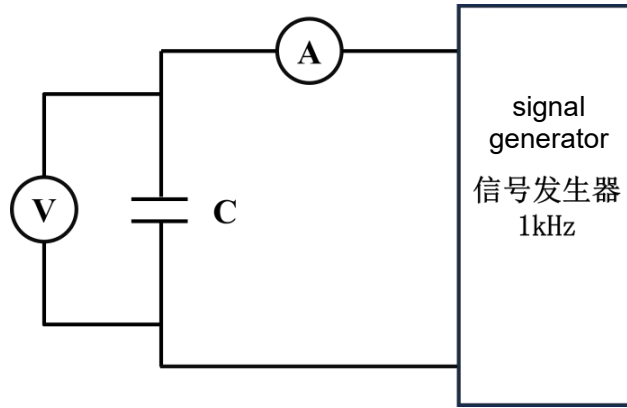 A
signal
generator
信号发生器
1kHz
V
C